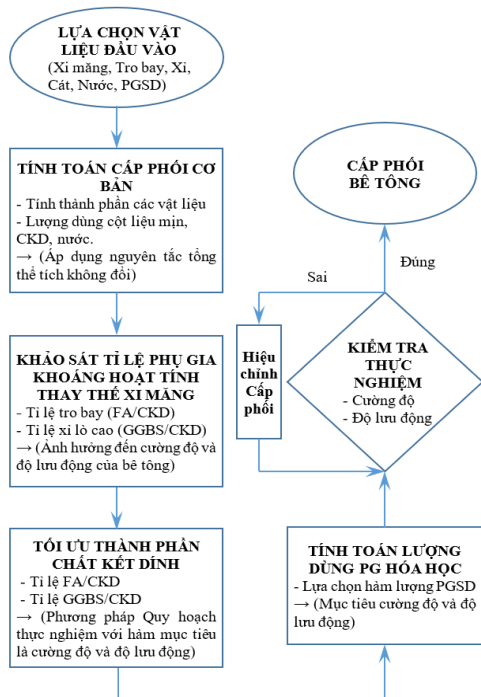 LỰA CHỌN VẬT
LIỆU ĐẦU VÀO
(Xi măng, Tro bay, Xỉ,
Cát, Nước, PGSD)
TÍNH TOÁN CẤP PHỐI CƠ
BẢN
- Tính thành phần các vật liệu
- Lượng dùng cột liệu mịn,
CKD, nước.
→ (Áp dụng nguyên tắc tổng
thể tích không đổi)
KHẢO SÁT TỈ LỆ PHỤ GIA
KHOÁNG HOẠT TÍNH
THAY THẾ XI MĂNG
- Tỉ lệ tro bay (FA/CKD)
- Tỉ lệ xỉ lò cao (GGBS/CKD)
→ (Ảnh hưởng đến cường độ và
độ lưu động của bê tông)
TỐI ƯU THÀNH PHẦN
CHẤT KẾT DÍNH
- Tỉ lệ FA/CKD
- Tỉ lệ GGBS/CKD
→ (Phương pháp Quy hoạch
thực nghiệm với hàm mục tiêu
là cường độ và độ lưu động)
TÍNH TOÁN LƯỢNG
DÙNG PG HÓA HỌC
- Lựa chọn hàm lượng PGSD
→ (Mục tiêu cường độ và độ
lưu động)
KIỂM TRA
THỰC
NGHIỆM
- Cường độ
- Độ lưu động
Sai
Hiệu
chỉnh
Cấp
phối
Đúng
CẤP PHỐI
BÊ TÔNG